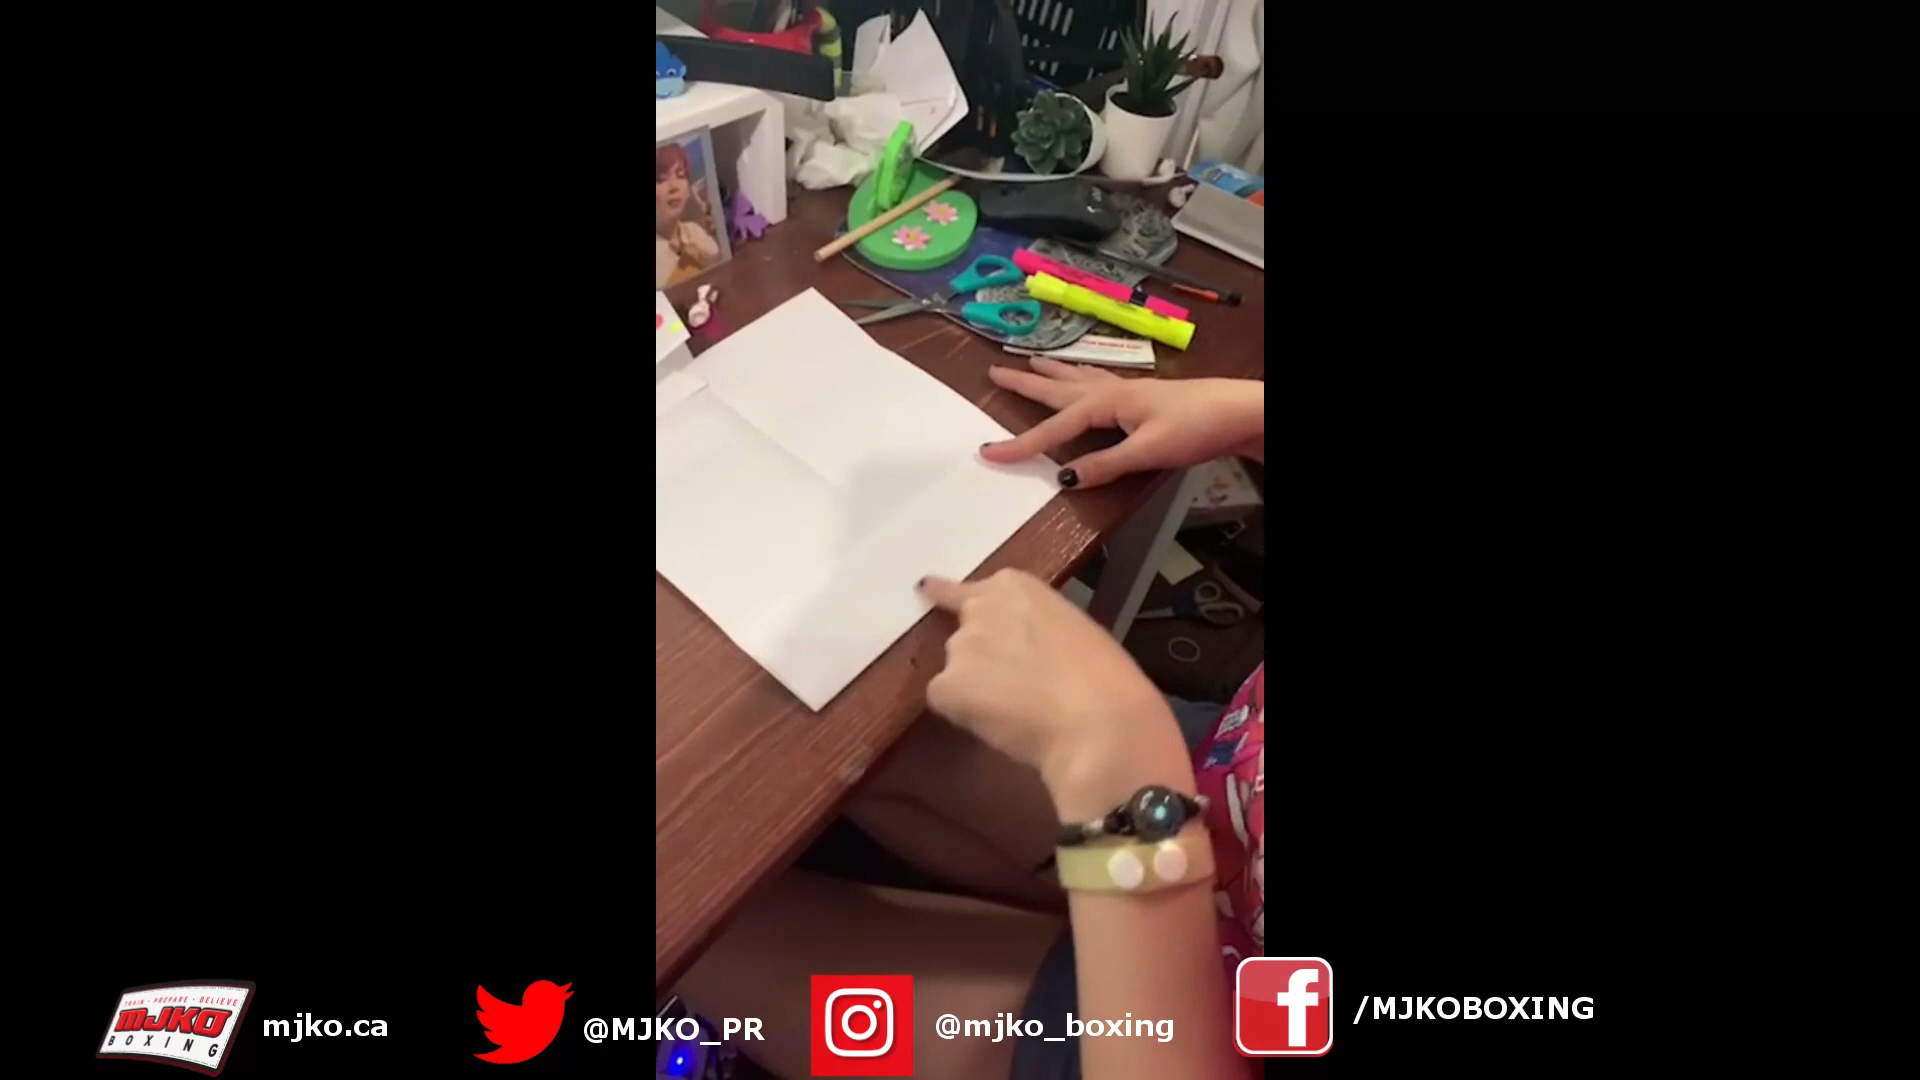 TRAIN - PREPARE - BELIEVE
MJKO
BOXING
mjko.ca
@MJKO_PR
@mjko_boxing
f
/MJKOBOXING